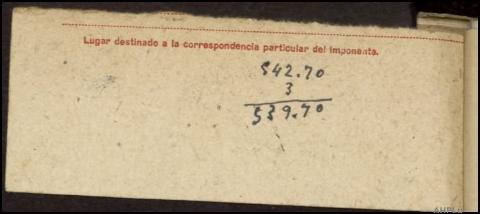 Lugar destinado a la correspondencia particular del imponente.
542.70
3
539.70